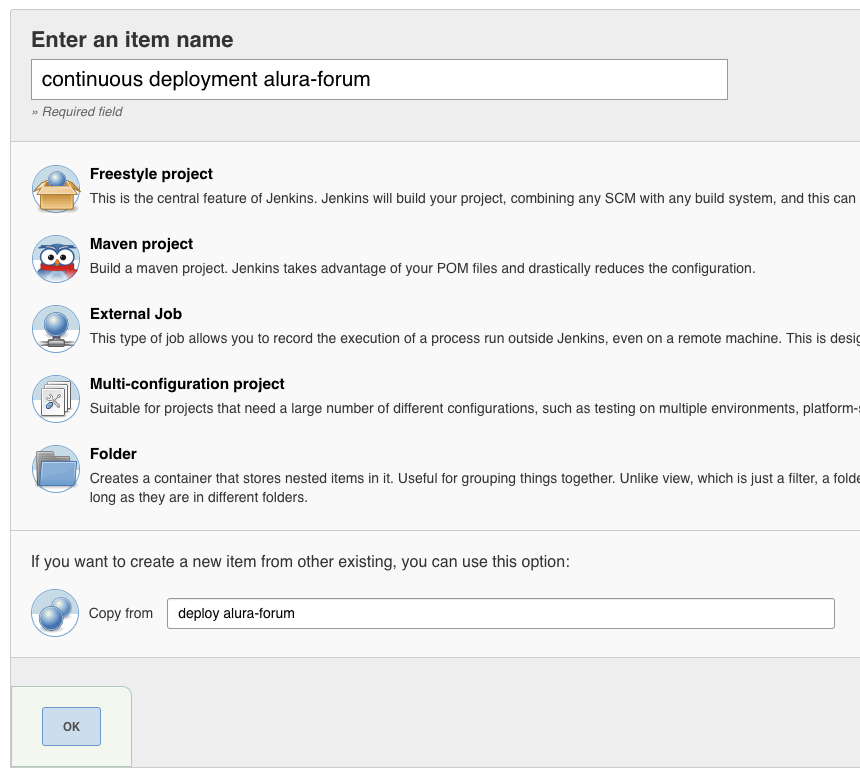 Enter an item name
continuous deployment alura-forum
» Required field
Freestyle project
This is the central feature of Jenkins. Jenkins will build your project, combining any SCM with any build system, and this can
Maven project
Build a maven project. Jenkins takes advantage of your POM files and drastically reduces the configuration.
External Job
This type of job allows you to record the execution of a process run outside Jenkins, even on a remote machine. This is desig
Multi-configuration project
Suitable for projects that need a large number of different configurations, such as testing on multiple environments, platform-s
Folder
Creates a container that stores nested items in it. Useful for grouping things together. Unlike view, which is just a filter, a folde
long as they are in different folders.
If you want to create a new item from other existing, you can use this option:
Copy from
deploy alura-forum
OK